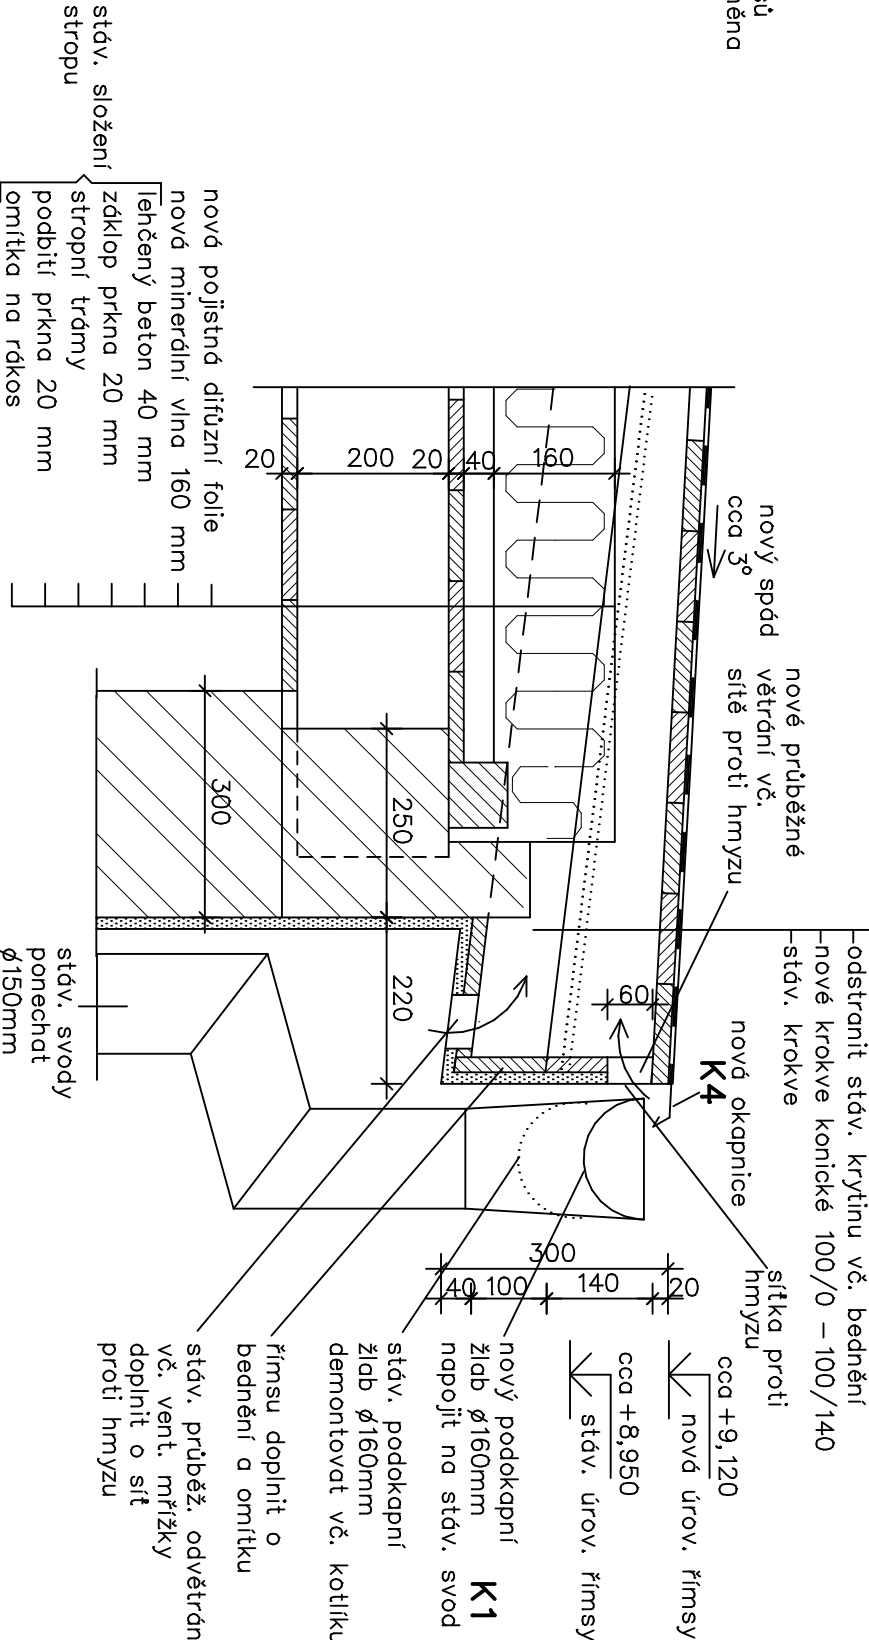 ů
ěna
odstranit stáv. krytinu vč. bednění
nové krokve konické 100/0 – 100/140
stáv. krokve
nové průběžné
větrání vč.
sítě proti hmyzu
nový spád
cca 3°
nová okapnice
K4
síťka proti
hmyzu
cca +9,120
nová úrov. římsy
cca +8,950
stáv. úrov. římsy
60
20
140
100
40
300
160
40
20
200
20
250
220
300
nová pojistná difůzní folie
nová minerální vlna 160 mm
lehčený beton 40 mm
záklop prkna 20 mm
stropní trámy
podbití prkna 20 mm
omítka na rákos
stáv. složení
stropu
nový podokapní
žlab ø160mm
napojit na stáv. svod
K1
stáv. podokapní
žlab ø160mm
demontovat vč. kotlíku
římsu doplnit o
bednění a omítku
stáv. průběž. odvětrán
vč. vent. mřížky
doplnit o síť
proti hmyzu
stáv. svody
ponechat
ø150mm